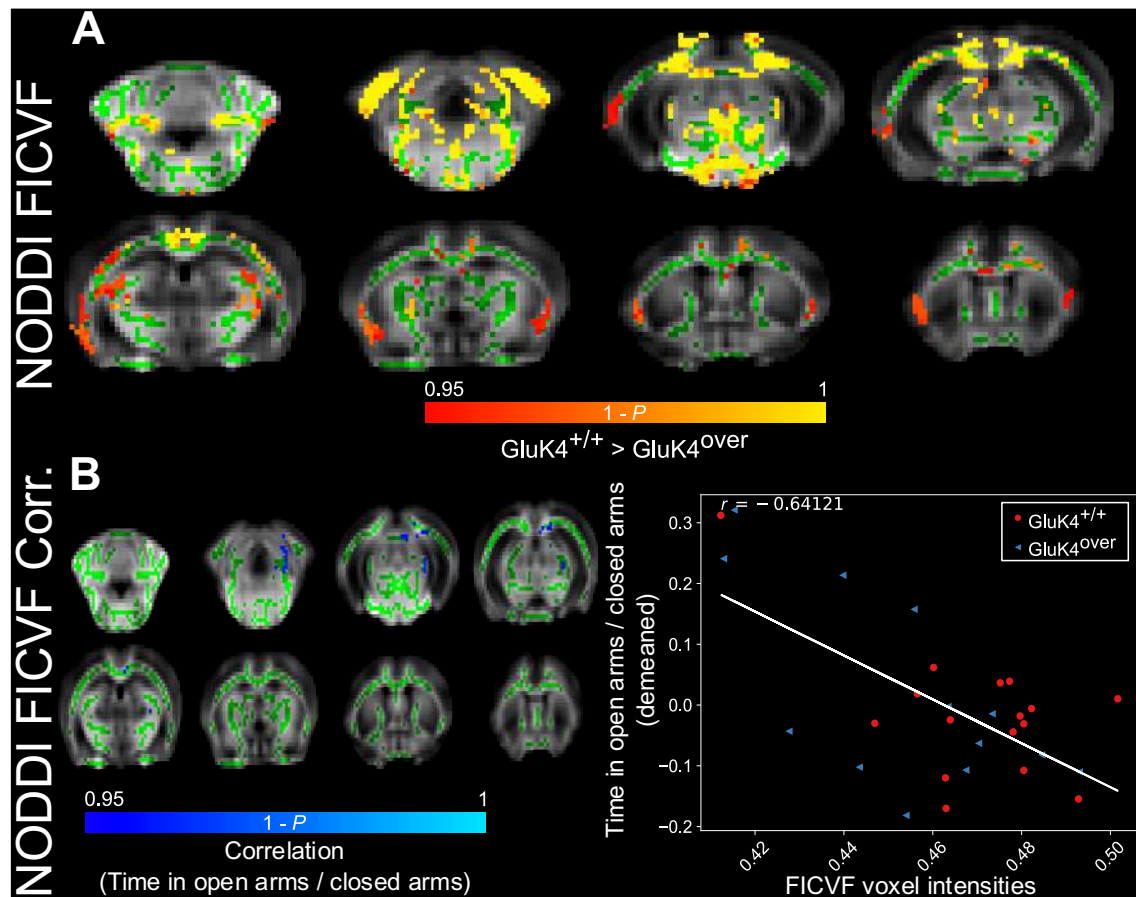 A
NODDI FICVF
0.95 1
1 - P
GluK4+/+ > GluK4over
B
NODDI FICVF Corr.
0.95 1
1 - P
Correlation
(Time in open arms / closed arms)
r = − 0.64121
GluK4+/+
GluK4over
Time in open arms / closed arms
(demeaned)
0.3
0.2
0.1
0.0
−0.1
−0.2
0.42 0.44 0.46 0.48 0.50
FICVF voxel intensities